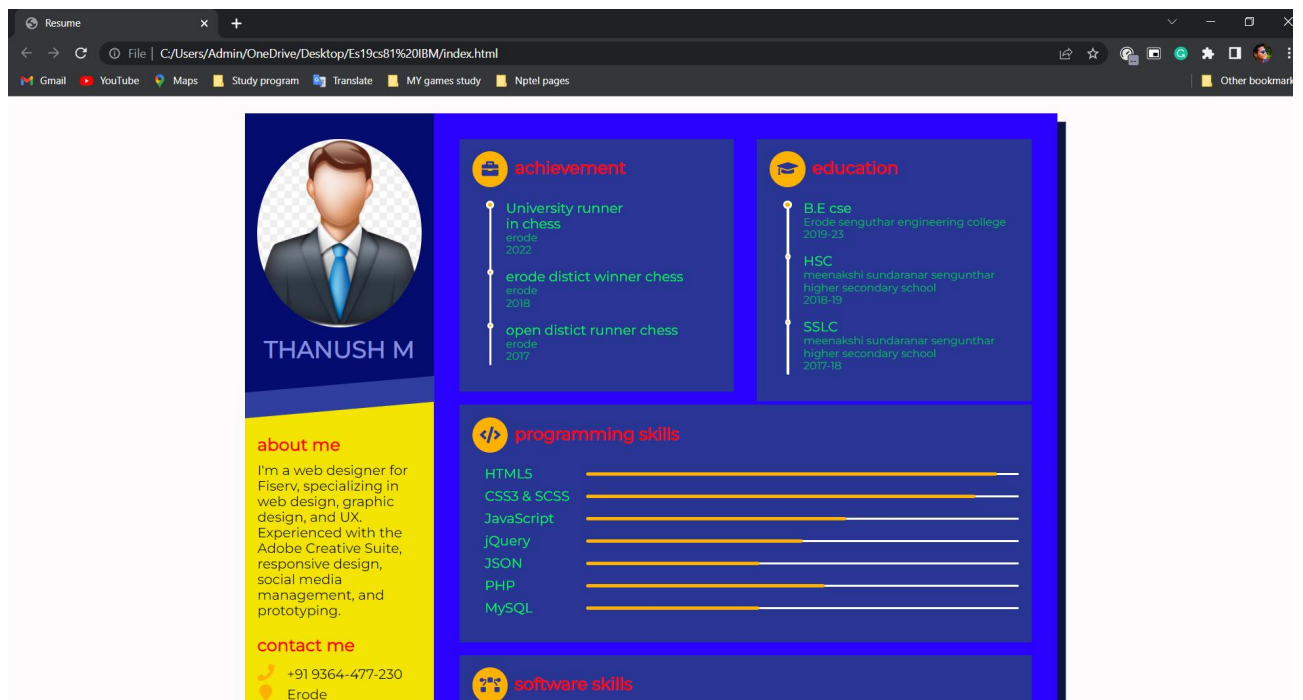 Resume
File | C:/Users/Admin/OneDrive/Desktop/Es19cs81%20IBM/index.html
Gmail YouTube Maps Study program Translate MY games study Nptel pages Other bookmark
THANUSH M
about me
I'm a web designer for
Fiserv, specializing in
web design, graphic
design, and UX.
Experienced with the
Adobe Creative Suite,
responsive design,
social media
management, and
prototyping.
contact me
+91 9364-477-230
Erode
achievement
University runner
in chess
erode
2022
erode distict winner chess
erode
2018
open distict runner chess
erode
2017
education
B.E cse
Erode senguthar engineering college
2019-23
HSC
meenakshi sundaranar sengunthar
higher secondary school
2018-19
SSLC
meenakshi sundaranar sengunthar
higher secondary school
2017-18
programming skills
HTML5
CSS3 & SCSS
JavaScript
jQuery
JSON
PHP
MySQL
software skills